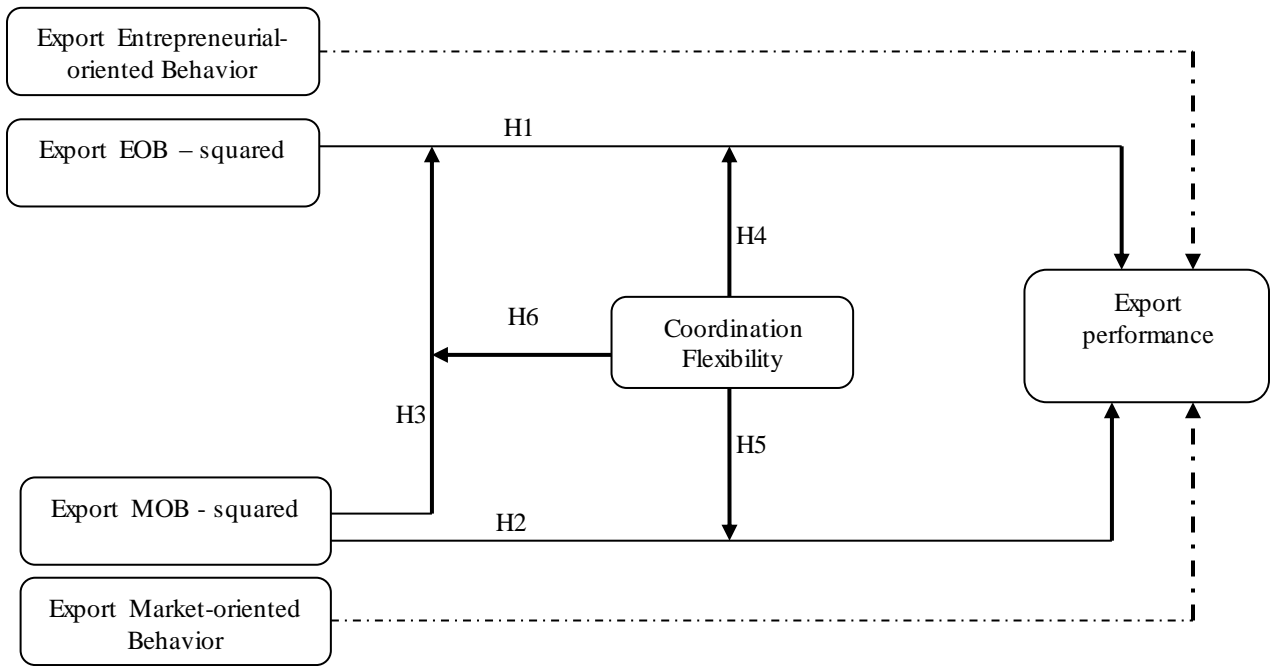 Export Entrepreneurial-
oriented Behavior
Export EOB – squared
H1
H4
Export
performance
H6
Coordination
Flexibility
H3
H5
Export MOB - squared
H2
Export Market-oriented
Behavior